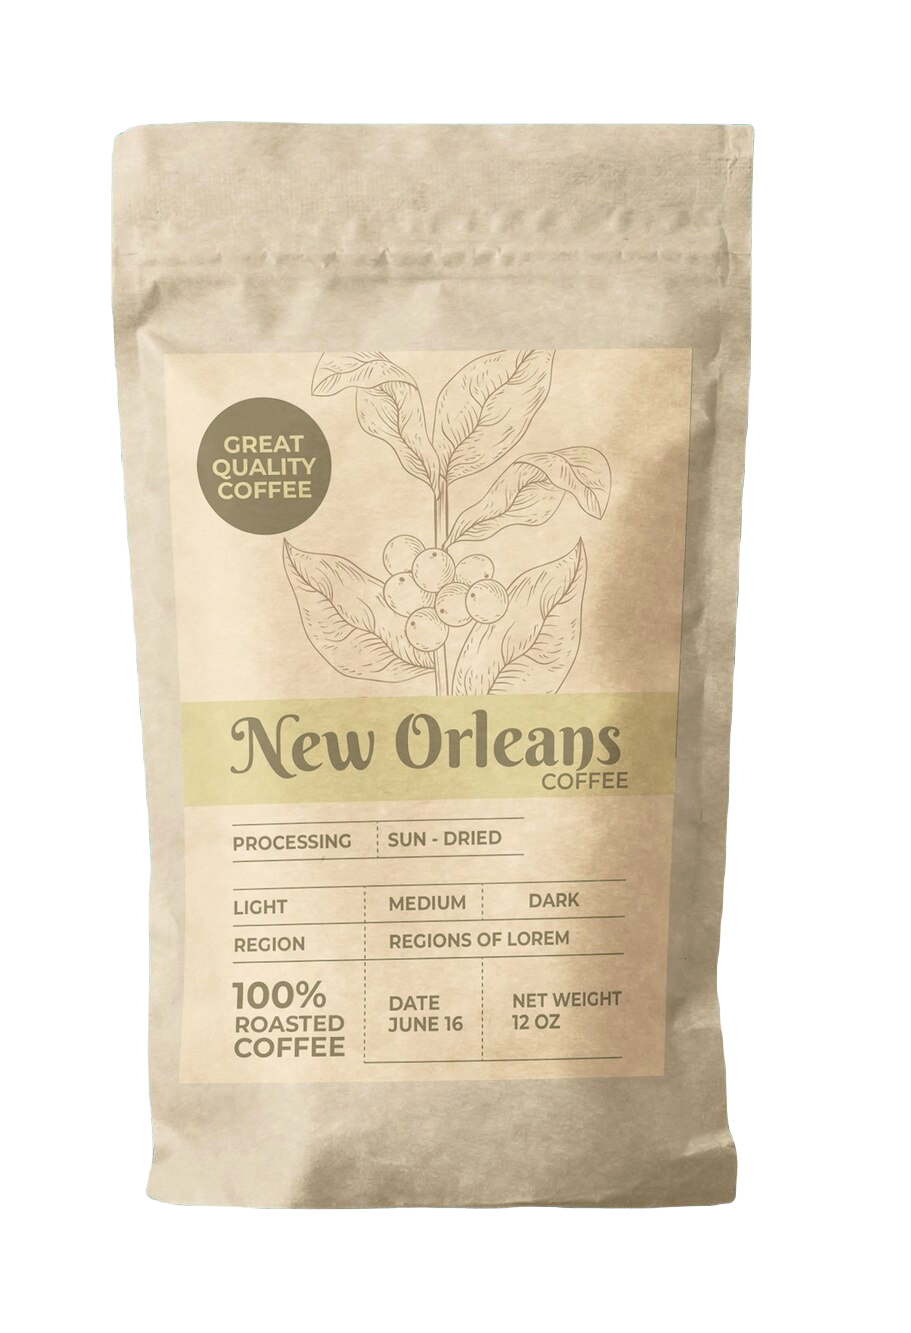 GREAT
QUALITY
COFFEE
New Orleans
COFFEE
PROCESSING SUN - DRIED
LIGHT MEDIUM DARK
REGION REGIONS OF LOREM
100%
ROASTED
COFFEE
DATE
JUNE 16
NET WEIGHT
12 OZ